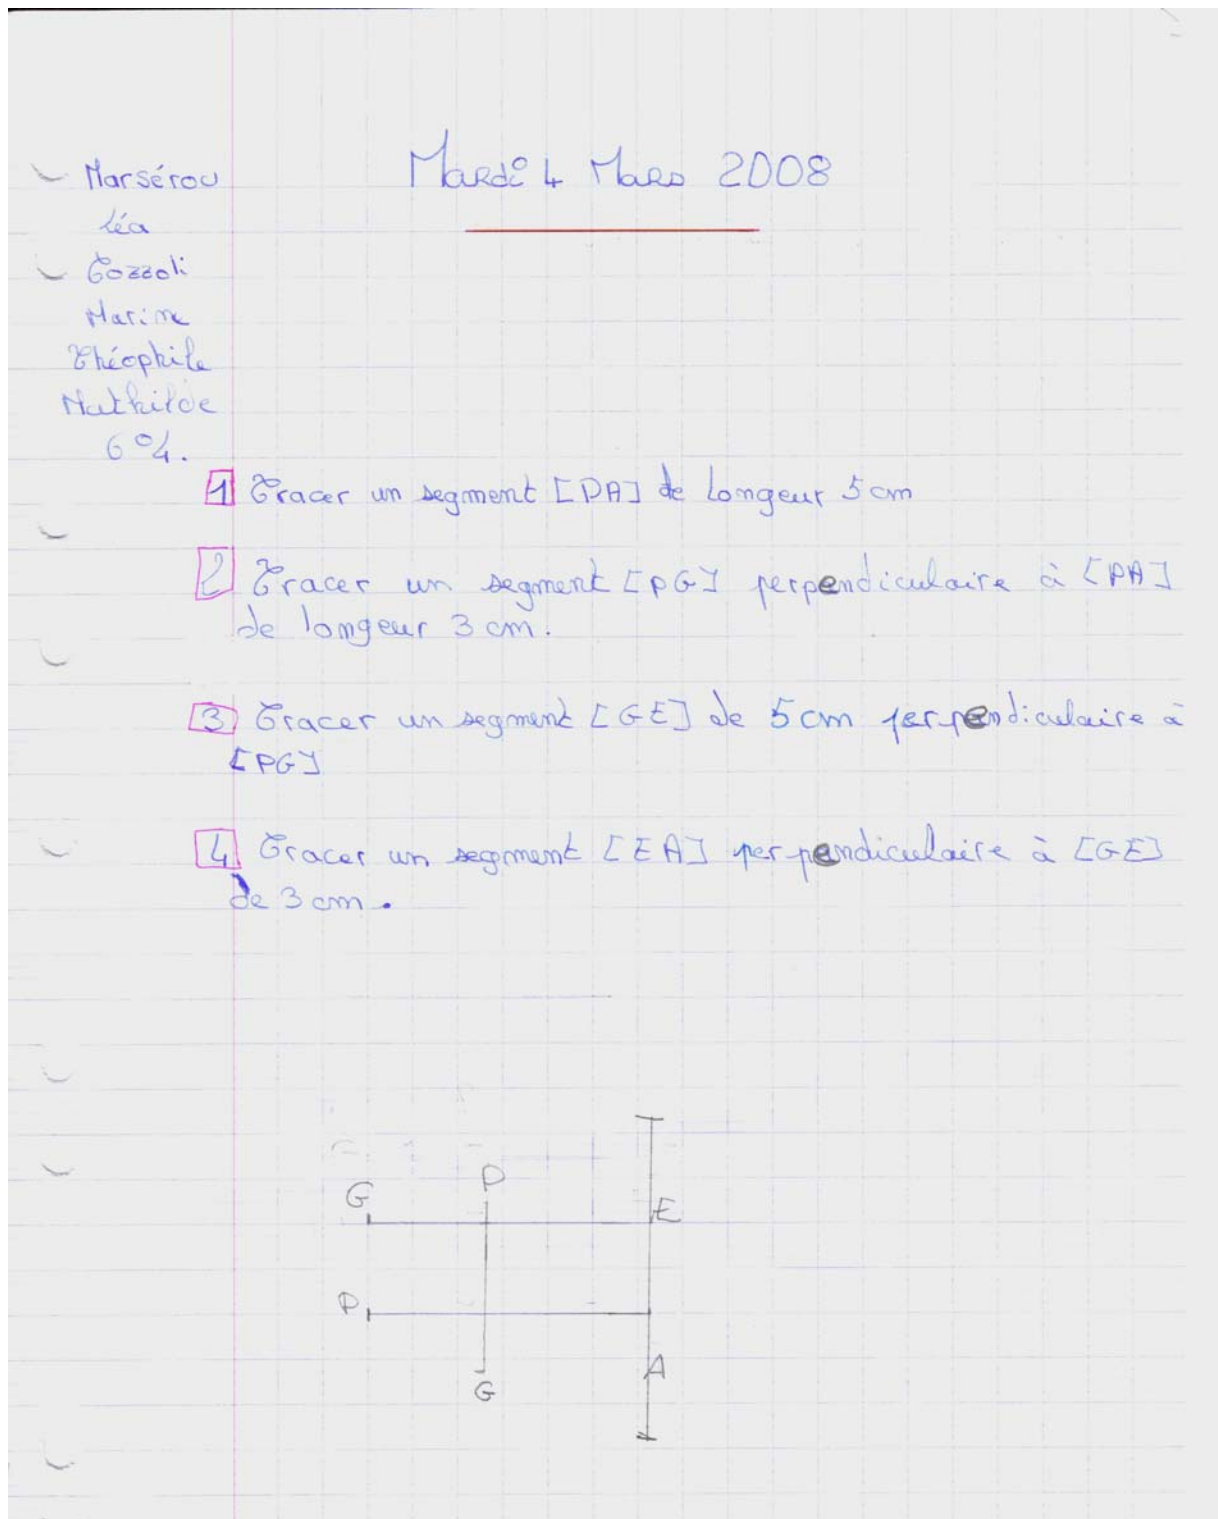 Marsérou
Léa
Cozzoli
Marine
Théophile
Mathilde
6°4.
Mardi 4 Mars 2008
1 Tracer un segment [PA] de longeur 5 cm
2 Tracer un segment [PG] perpendiculaire à [PA]
de longeur 3 cm.
3 Tracer un segment [GE] de 5 cm perpendiculaire à
[PG]
4 Tracer un segment [EA] perpendiculaire à [GE]
de 3 cm.
G
P
E
P
A
G